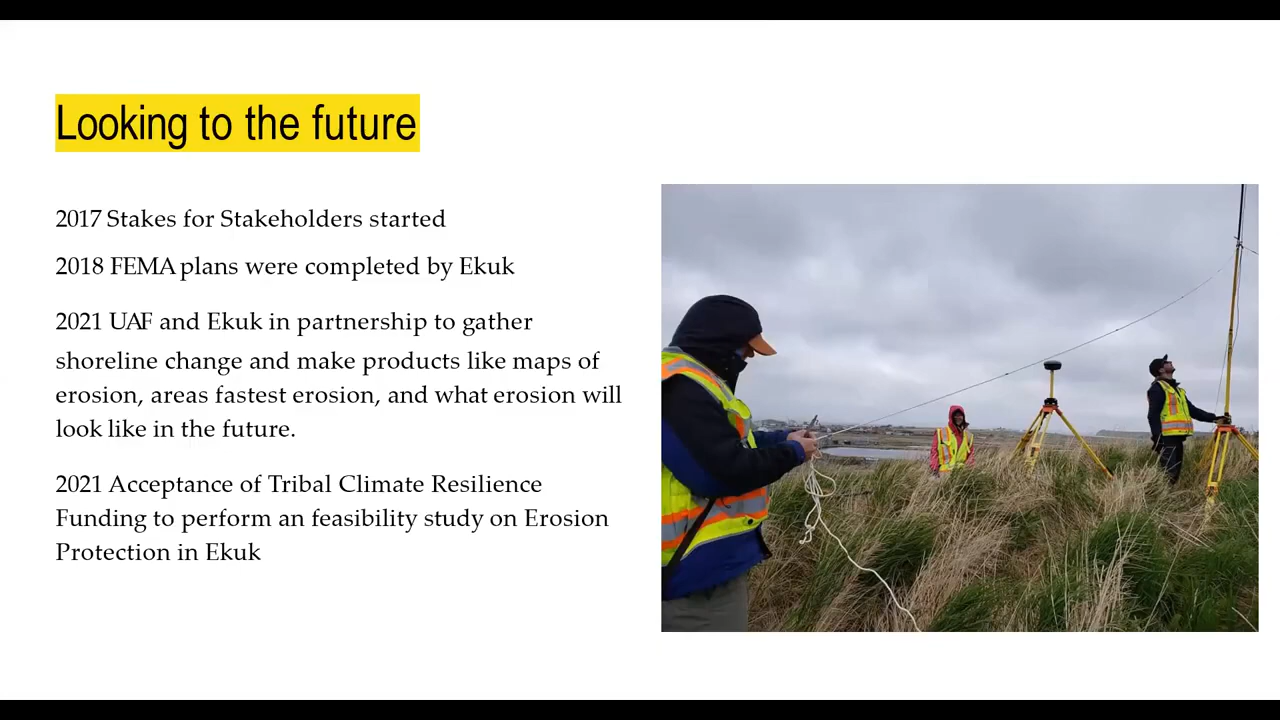 Looking to the future
2017 Stakes for Stakeholders started
2018 FEMA plans were completed by Ekuk
2021 UAF and Ekuk in partnership to gather
shoreline change and make products like maps of
erosion, areas fastest erosion, and what erosion will
look like in the future.
2021 Acceptance of Tribal Climate Resilience
Funding to perform an feasibility study on Erosion
Protection in Ekuk